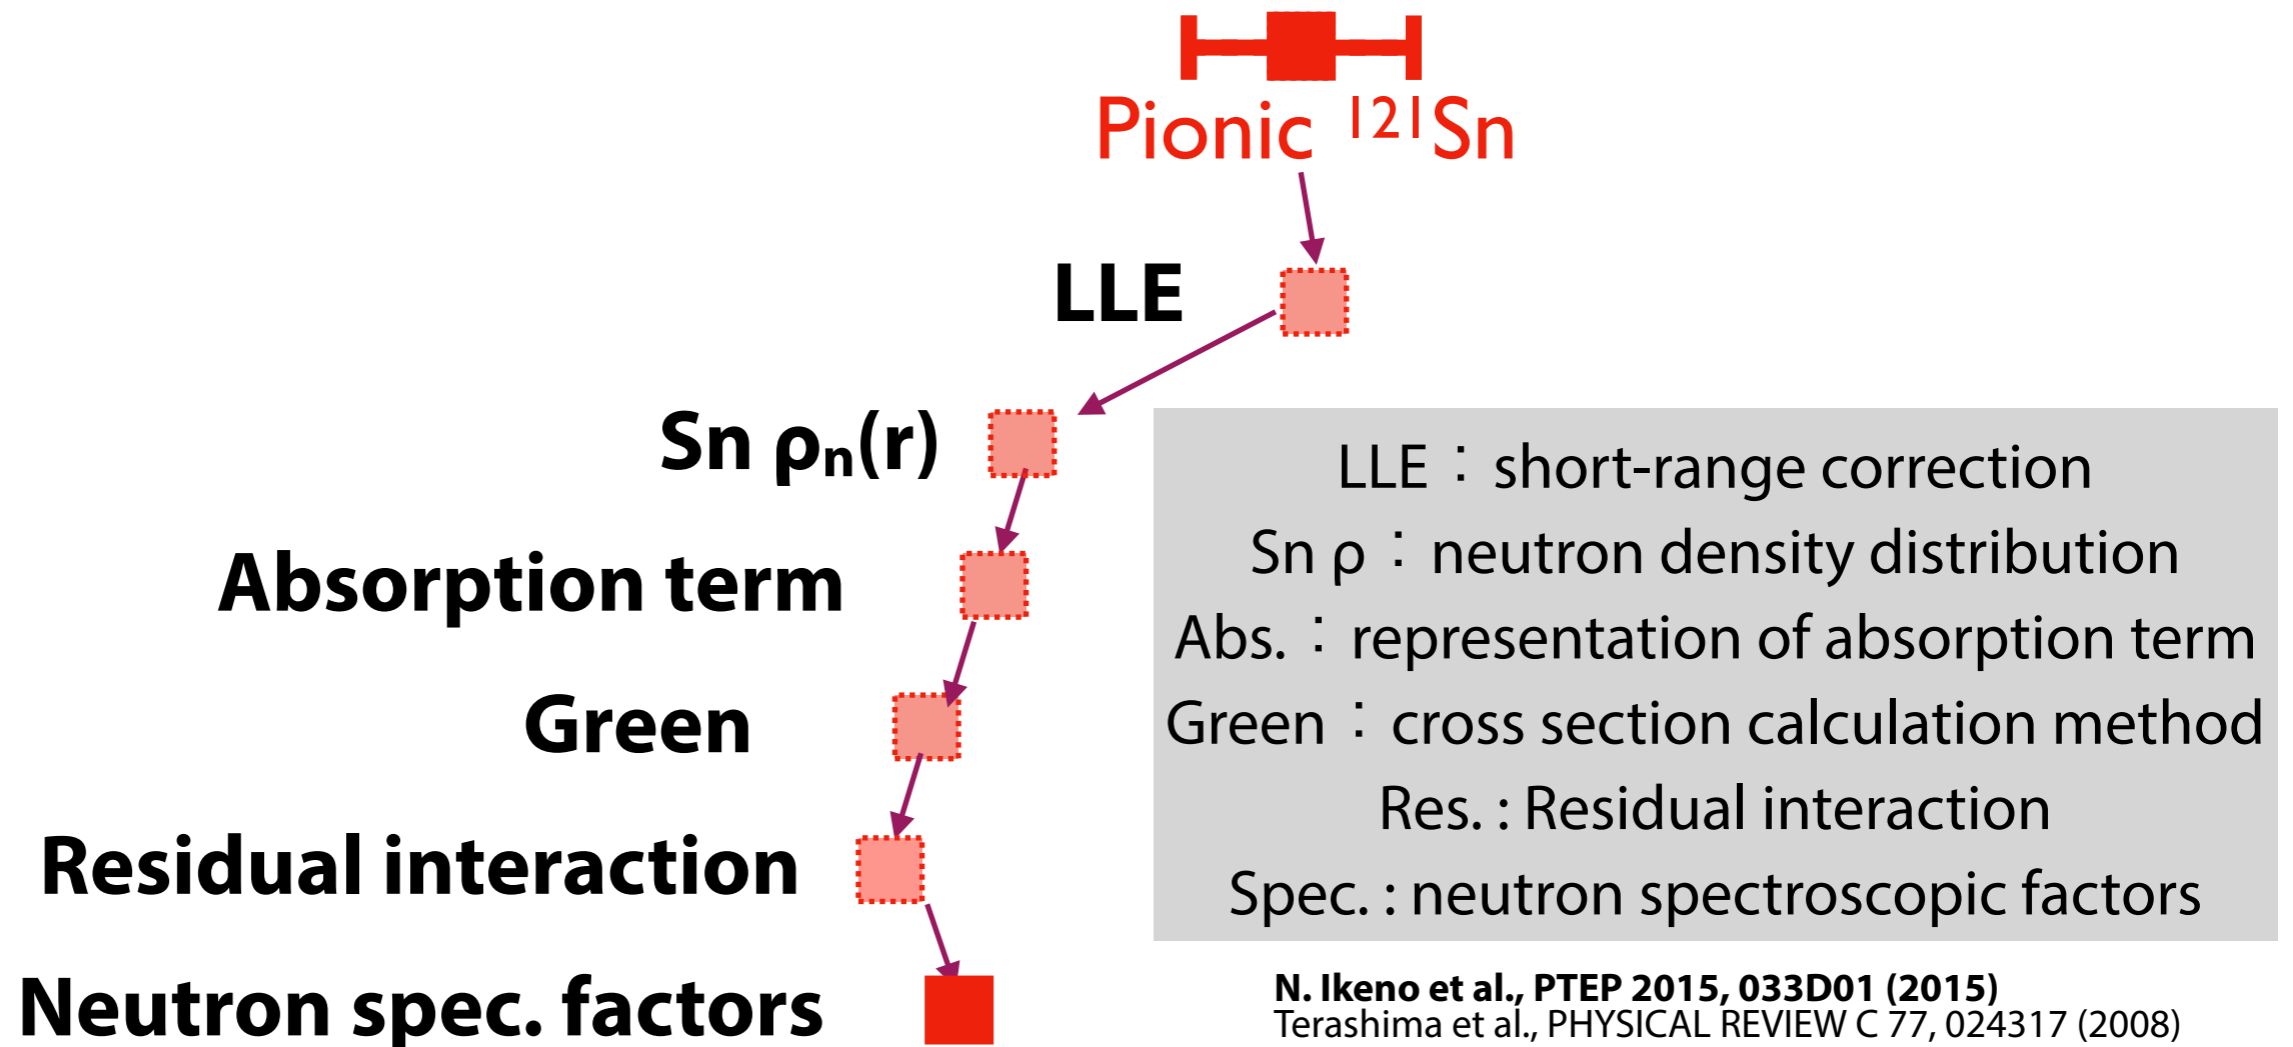 Pionic ¹²¹Sn
LLE
Sn ρₙ(r)
Absorption term
Green
Residual interaction
Neutron spec. factors
LLE：short-range correction
Sn ρ：neutron density distribution
Abs.：representation of absorption term
Green：cross section calculation method
Res. : Residual interaction
Spec. : neutron spectroscopic factors
N. Ikeno et al., PTEP 2015, 033D01 (2015)
Terashima et al., PHYSICAL REVIEW C 77, 024317 (2008)